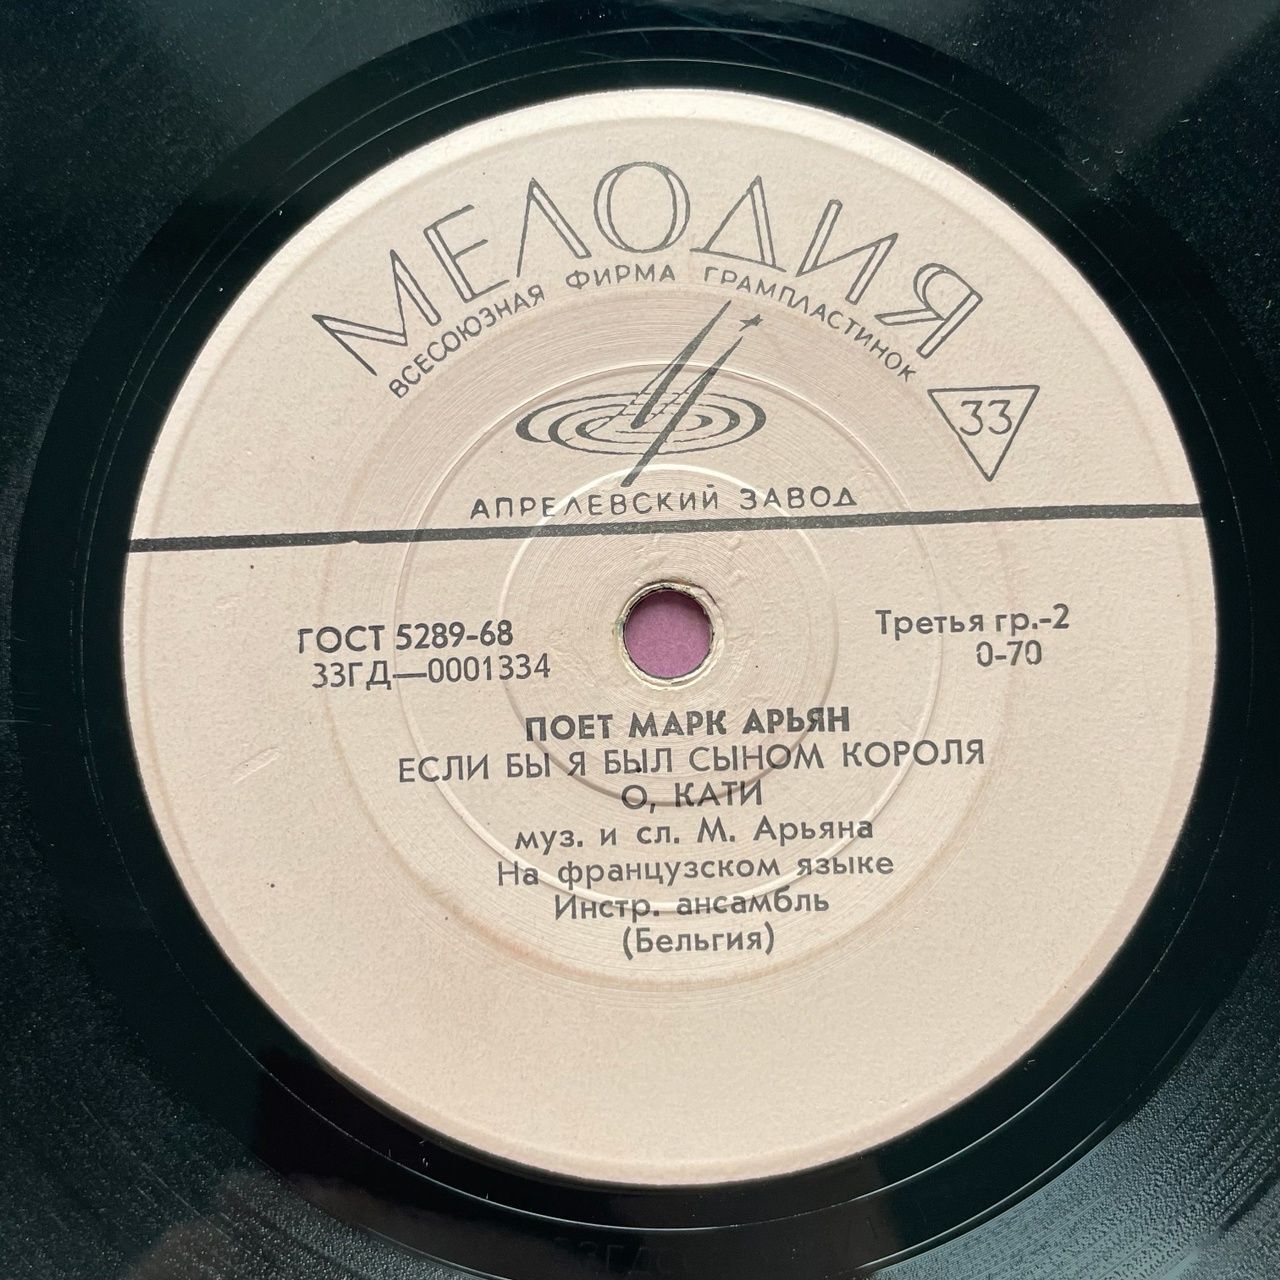 МЕЛОДИЯ
ВСЕСОЮЗНАЯ ФИРМА ГРАМПЛАСТИНОК
33
АПРЕЛЕВСКИЙ ЗАВОД
ГОСТ 5289-68
33ГД—0001334
Третья гр.-2
0-70
ПОЕТ МАРК АРЬЯН
ЕСЛИ БЫ Я БЫЛ СЫНОМ КОРОЛЯ
О, КАТИ
муз. и сл. М. Арьяна
На французском языке
Инстр. ансамбль
(Бельгия)